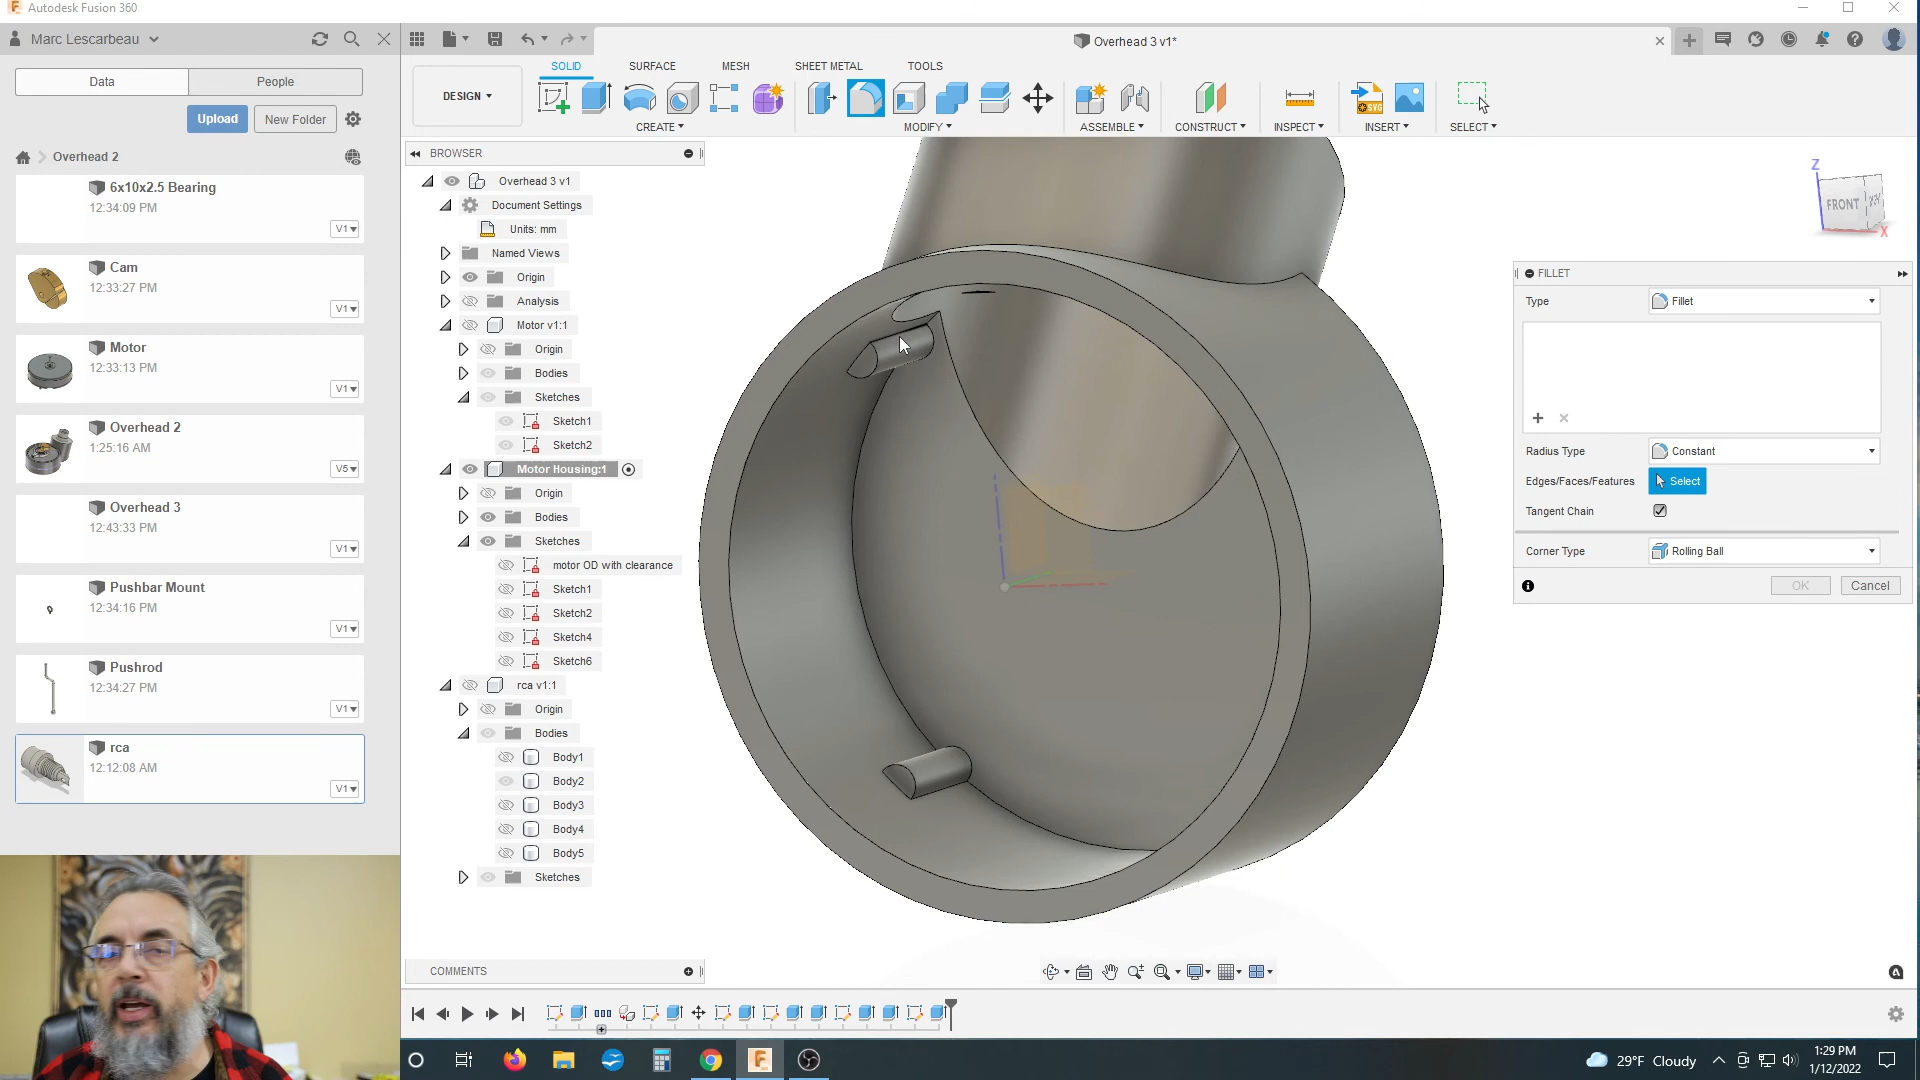 Autodesk Fusion 360
Marc Lescarbeau
Overhead 3 v1*
Data
People
Upload
New Folder
Overhead 2
6x10x2.5 Bearing
12:34:09 PM
V1
Cam
12:33:27 PM
V1
Motor
12:33:13 PM
V1
Overhead 2
1:25:16 AM
V5
Overhead 3
12:43:33 PM
V1
Pushbar Mount
12:34:16 PM
V1
Pushrod
12:34:27 PM
V1
rca
12:12:08 AM
V1
SOLID
SURFACE
MESH
SHEET METAL
TOOLS
DESIGN
CREATE
MODIFY
ASSEMBLE
CONSTRUCT
INSPECT
INSERT
SVG
SELECT
BROWSER
Overhead 3 v1
Document Settings
Units: mm
Named Views
Origin
Analysis
Motor v1:1
Origin
Bodies
Sketches
Sketch1
Sketch2
Motor Housing:1
Origin
Bodies
Sketches
motor OD with clearance
Sketch1
Sketch2
Sketch4
Sketch6
rca v1:1
Origin
Bodies
Body1
Body2
Body3
Body4
Body5
Sketches
COMMENTS
Z
FRONT
X
FILLET
Type
Fillet
Radius Type
Constant
Edges/Faces/Features
Select
Tangent Chain
Corner Type
Rolling Ball
OK
Cancel
29°F Cloudy
1:29 PM
1/12/2022